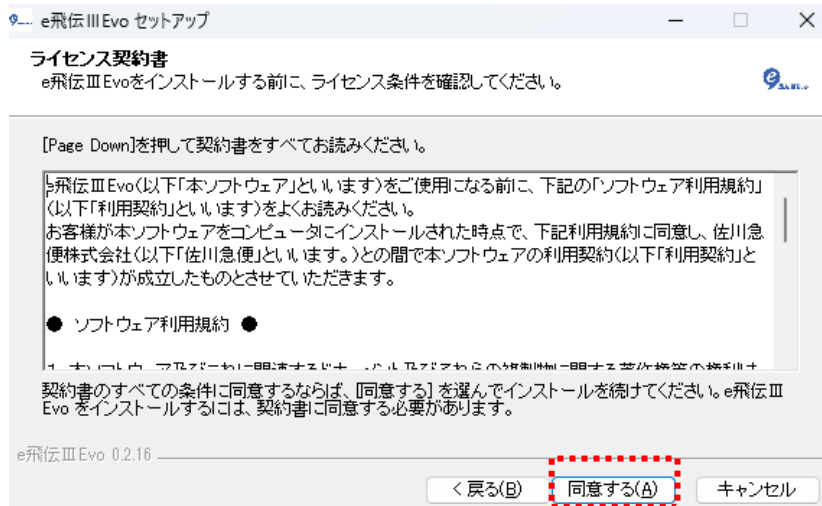 e飛伝ⅢEvo セットアップ
ライセンス契約書
e飛伝ⅢEvoをインストールする前に、ライセンス条件を確認してください。
[Page Down]を押して契約書をすべてお読みください。
e飛伝ⅢEvo(以下「本ソフトウェア」といいます)をご使用になる前に、下記の「ソフトウェア利用規約」
(以下「利用契約」といいます)をよくお読みください。
お客様が本ソフトウェアをコンピュータにインストールされた時点で、下記利用規約に同意し、佐川急
便株式会社(以下「佐川急便」といいます。)との間で本ソフトウェアの利用契約(以下「利用契約」と
いいます)が成立したものとさせていただきます。
● ソフトウェア利用規約 ●
契約書のすべての条件に同意するならば、[同意する] を選んでインストールを続けてください。e飛伝Ⅲ
Evo をインストールするには、契約書に同意する必要があります。
e飛伝ⅢEvo 0.2.16
< 戻る(B)
同意する(A)
キャンセル